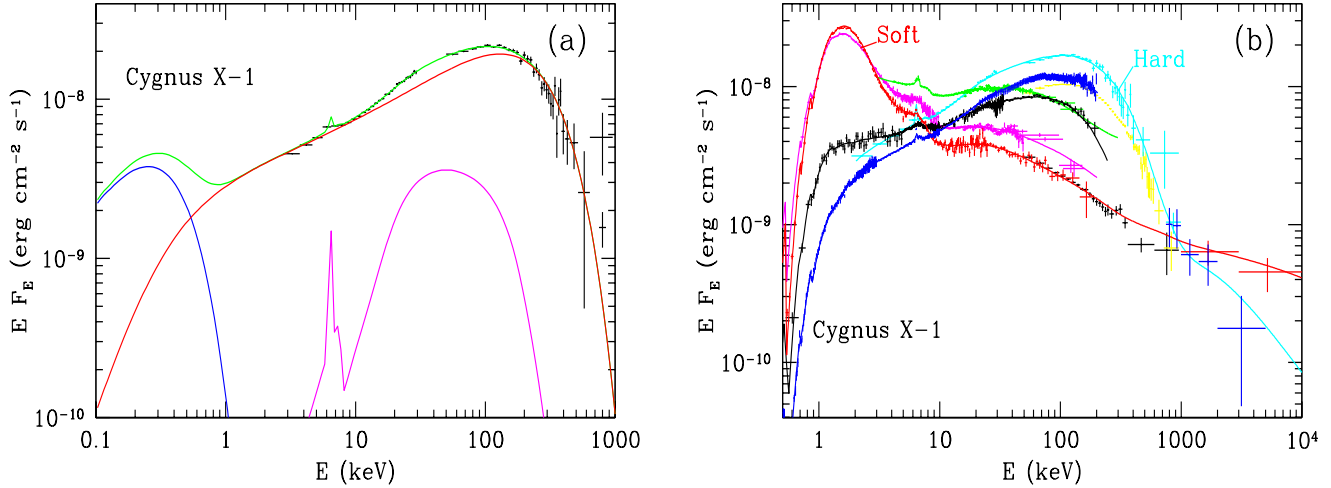 (a)
Cygnus X-1
E F_E (erg cm⁻² s⁻¹)
10⁻⁸
10⁻⁹
10⁻¹⁰
0.1 1 10 100 1000
E (keV)
(b)
Soft
Hard
Cygnus X-1
E F_E (erg cm⁻² s⁻¹)
10⁻⁸
10⁻⁹
10⁻¹⁰
1 10 100 1000 10⁴
E (keV)